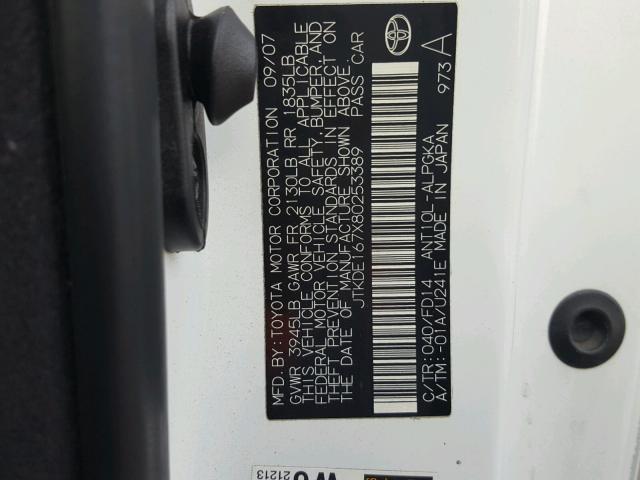 MFD.BY:TOYOTA MOTOR CORPORATION 09/07
GVWR 3945LB GAWR FR 2130LB RR 1835LB
THIS VEHICLE CONFORMS TO ALL APPLICABLE
FEDERAL MOTOR VEHICLE SAFETY,BUMPER,AND
THEFT PREVENTION STANDARDS IN EFFECT ON
THE DATE OF MANUFACTURE SHOWN ABOVE.
JTKDE167X80253389 PASS CAR
C/TR:040/FD14 ANT10L-ALPGKA
A/TM:-01A/U241E MADE IN JAPAN
973 A
21213